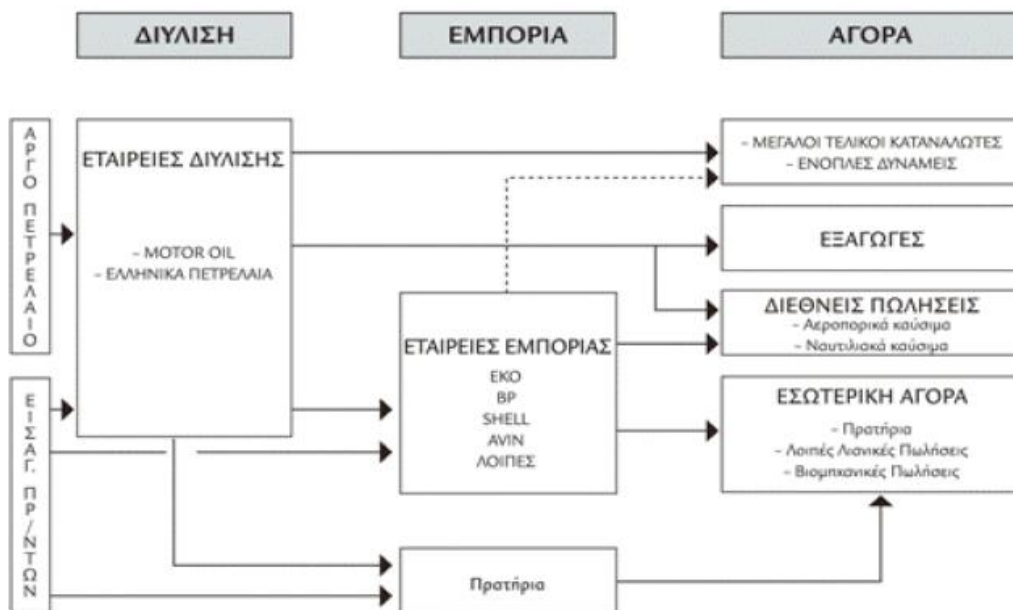 ΔΙΥΛΙΣΗ
ΕΜΠΟΡΙΑ
ΑΓΟΡΑ
ΑΡΓΟ ΠΕΤΡΕΛΑΙΟ
ΕΙΣΑΓ. ΠΡ/ΝΤΩΝ
ΕΤΑΙΡΕΙΕΣ ΔΙΥΛΙΣΗΣ
– MOTOR OIL
– ΕΛΛΗΝΙΚΑ ΠΕΤΡΕΛΑΙΑ
ΕΤΑΙΡΕΙΕΣ ΕΜΠΟΡΙΑΣ
ΕΚΟ
BP
SHELL
AVIN
ΛΟΙΠΕΣ
Πρατήρια
– ΜΕΓΑΛΟΙ ΤΕΛΙΚΟΙ ΚΑΤΑΝΑΛΩΤΕΣ
– ΕΝΟΠΛΕΣ ΔΥΝΑΜΕΙΣ
ΕΞΑΓΩΓΕΣ
ΔΙΕΘΝΕΙΣ ΠΩΛΗΣΕΙΣ
– Αεροπορικά καύσιμα
– Ναυτιλιακά καύσιμα
ΕΣΩΤΕΡΙΚΗ ΑΓΟΡΑ
– Πρατήρια
– Λοιπές Λιανικές Πωλήσεις
– Βιομηχανικές Πωλήσεις